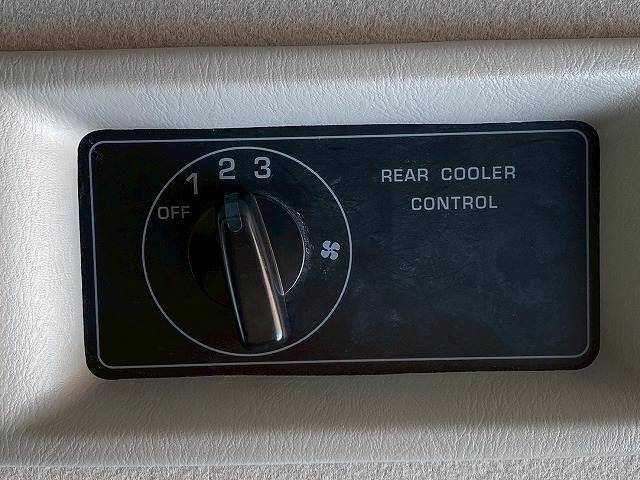 OFF 1 2 3
REAR COOLER
CONTROL